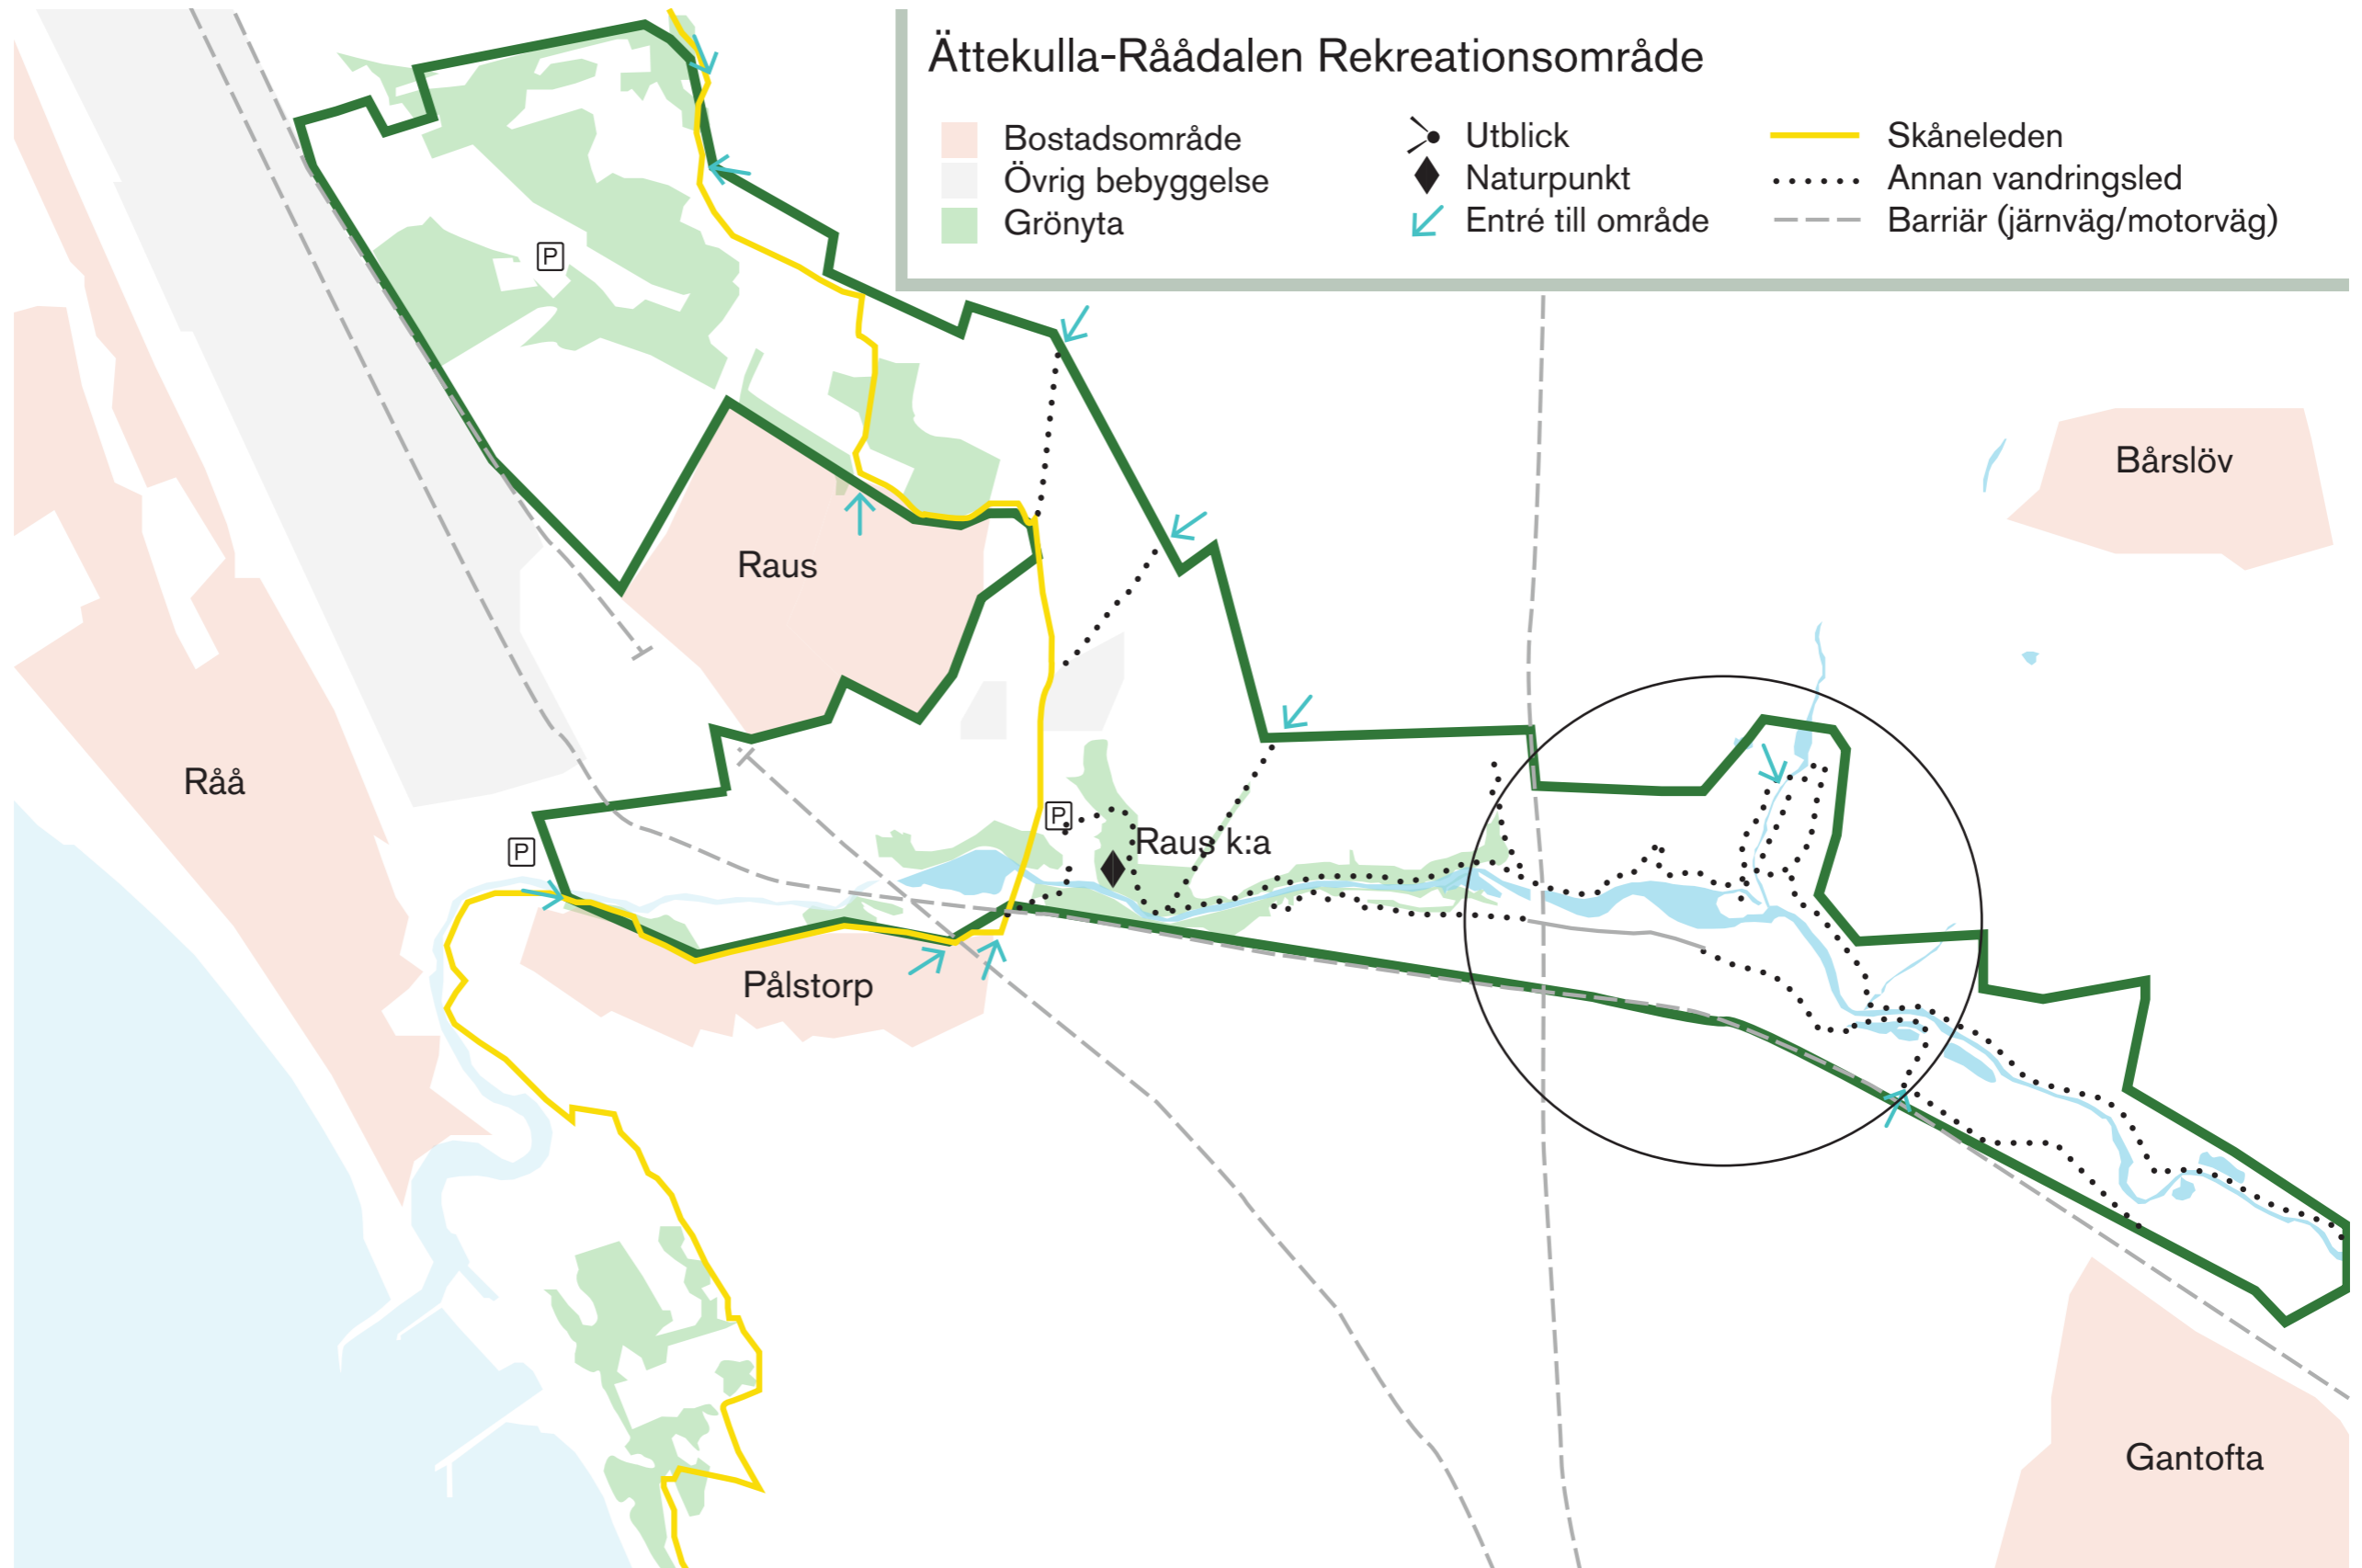 Ättekulla-Råådalen Rekreationsområde
Bostadsområde
Övrig bebyggelse
Grönyta
Utblick
Naturpunkt
Entré till område
Skåneleden
Annan vandringsled
Barriär (järnväg/motorväg)
P
Bårslöv
Raus
Råå
P
Raus k:a
P
Pålstorp
Gantofta